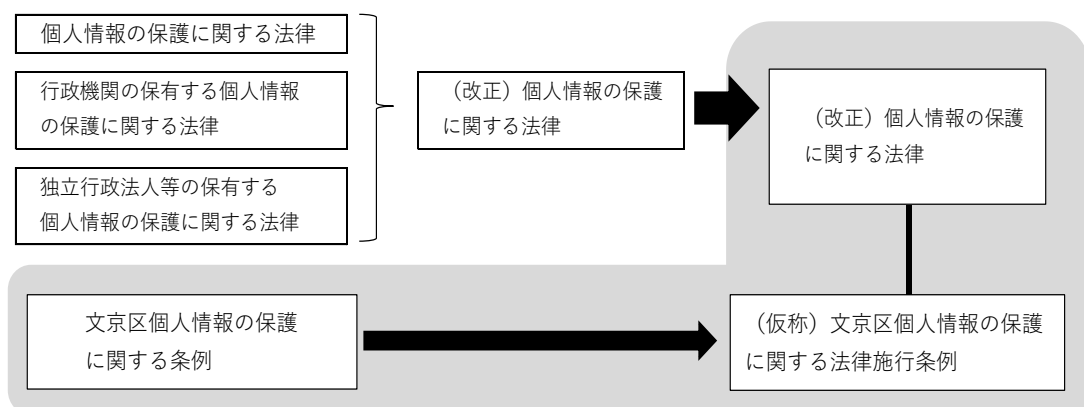 個人情報の保護に関する法律
行政機関の保有する個人情報
の保護に関する法律
独立行政法人等の保有する
個人情報の保護に関する法律
（改正）個人情報の保護
に関する法律
（改正）個人情報の保護
に関する法律
文京区個人情報の保護
に関する条例
（仮称）文京区個人情報の保護
に関する法律施行条例